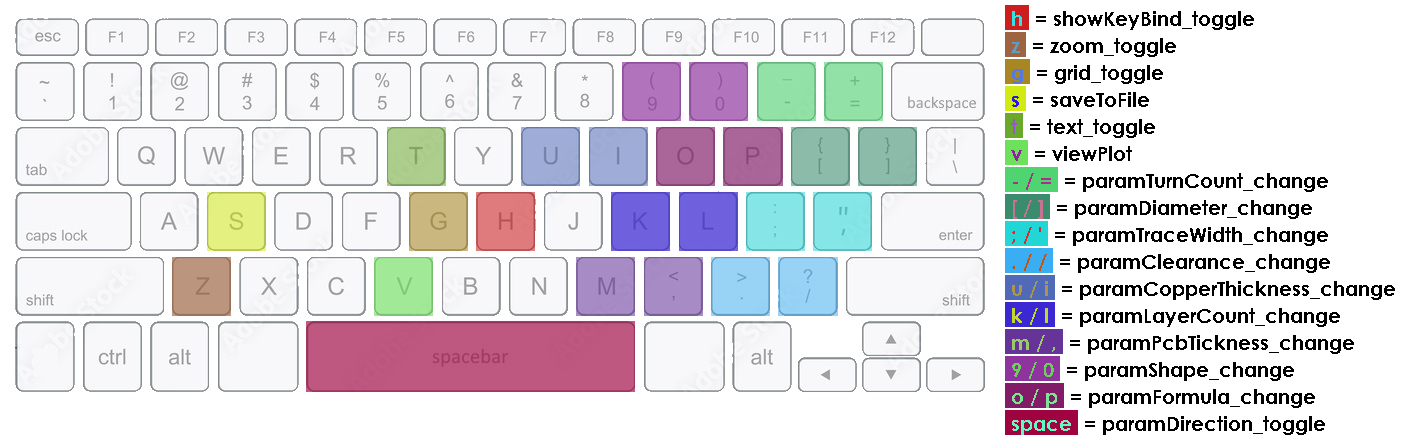 esc F1 F2 F3 F4 F5 F6 F7 F8 F9 F10 F11 F12
~ ! @ # $ % ^ & * ( ) _ +
` 1 2 3 4 5 6 7 8 9 0 - = backspace
tab Q W E R T Y U I O P { [ } ] | \
caps lock A S D F G H J K L : ; " , enter
shift Z X C V B N M < , > . ? / shift
ctrl alt spacebar alt
h = showKeyBind_toggle
z = zoom_toggle
g = grid_toggle
s = saveToFile
t = text_toggle
v = viewPlot
- / = = paramTurnCount_change
[ / ] = paramDiameter_change
; / ' = paramTraceWidth_change
. / / = paramClearance_change
u / i = paramCopperThickness_change
k / l = paramLayerCount_change
m / , = paramPcbTickness_change
9 / 0 = paramShape_change
o / p = paramFormula_change
space = paramDirection_toggle